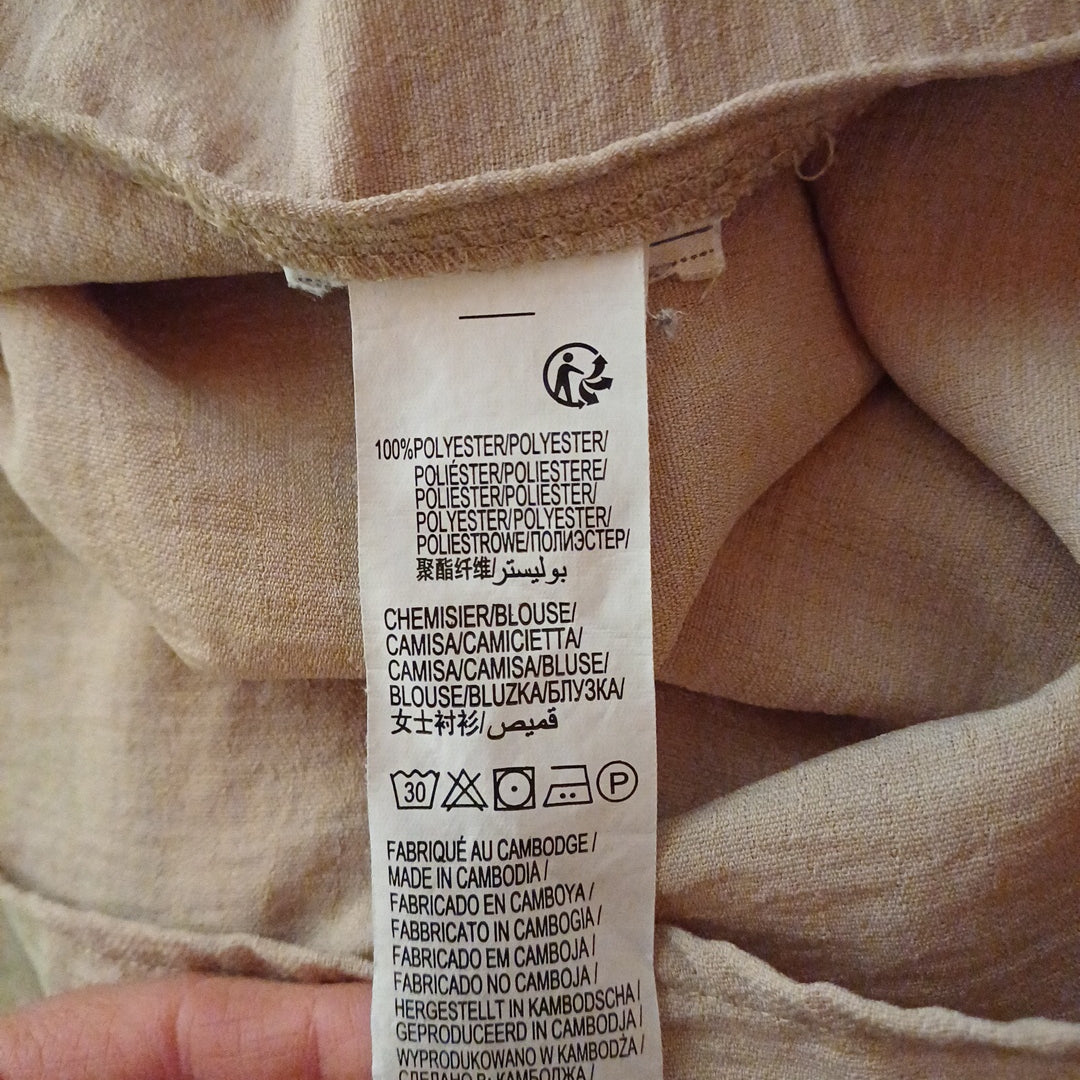 100%POLYESTER/POLYESTER/
POLIÉSTER/POLIESTERE/
POLIÉSTER/POLIESTER/
POLYESTER/POLYESTER/
POLIESTROWE/ПОЛИЭСТЕР/
聚酯纤维/بوليستر
CHEMISIER/BLOUSE/
CAMISA/CAMICIETTA/
CAMISA/CAMISA/BLUSE/
BLOUSE/BLUZKA/БЛУЗКА/
女士衬衫/قميص
30 P
FABRIQUÉ AU CAMBODGE /
MADE IN CAMBODIA /
FABRICADO EN CAMBOYA /
FABBRICATO IN CAMBOGIA /
FABRICADO EM CAMBOJA /
FABRICADO NO CAMBOJA /
HERGESTELLT IN KAMBODSCHA /
GEPRODUCEERD IN CAMBODJA /
WYPRODUKOWANO W KAMBODŻA /
СДЕЛАНО В: КАМБОДЖА /